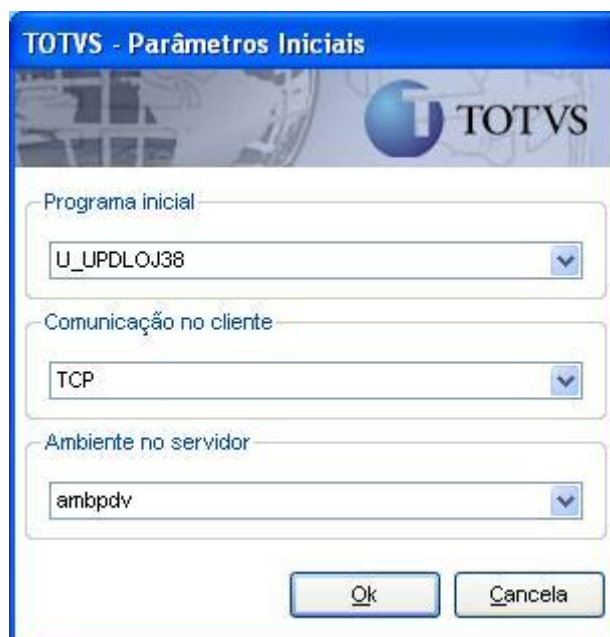 TOTVS - Parâmetros Iniciais
TOTVS
Programa inicial
U_UPDLOJ38
Comunicação no cliente
TCP
Ambiente no servidor
ambpdv
Ok Cancela